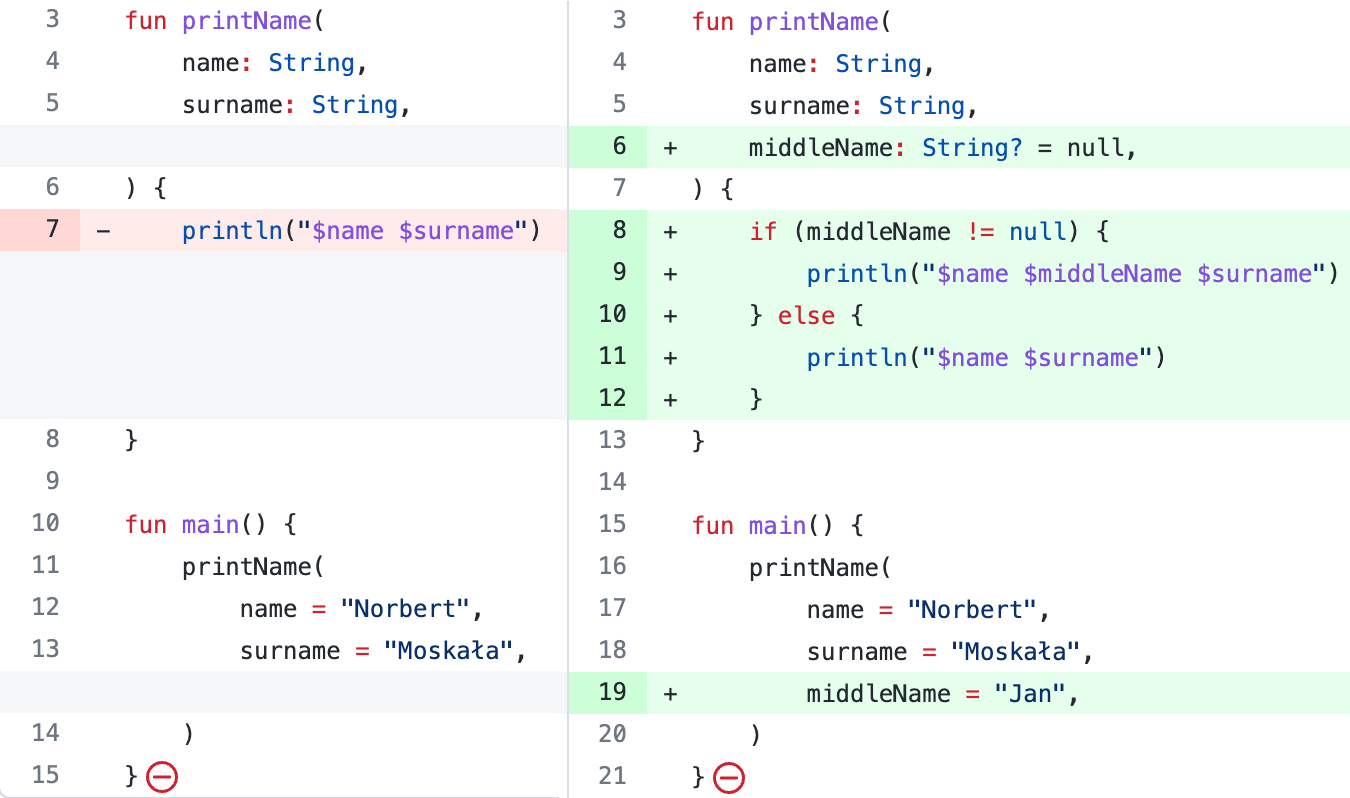 3 fun printName(
4     name: String,
5     surname: String,
6 ) {
7 -     println("$name $surname")
8 }
9
10 fun main() {
11     printName(
12         name = "Norbert",
13         surname = "Moskała",
14     )
15 }
3 fun printName(
4     name: String,
5     surname: String,
6 +     middleName: String? = null,
7 ) {
8 +     if (middleName != null) {
9 +         println("$name $middleName $surname")
10 +     } else {
11 +         println("$name $surname")
12 +     }
13 }
14
15 fun main() {
16     printName(
17         name = "Norbert",
18         surname = "Moskała",
19 +         middleName = "Jan",
20     )
21 }